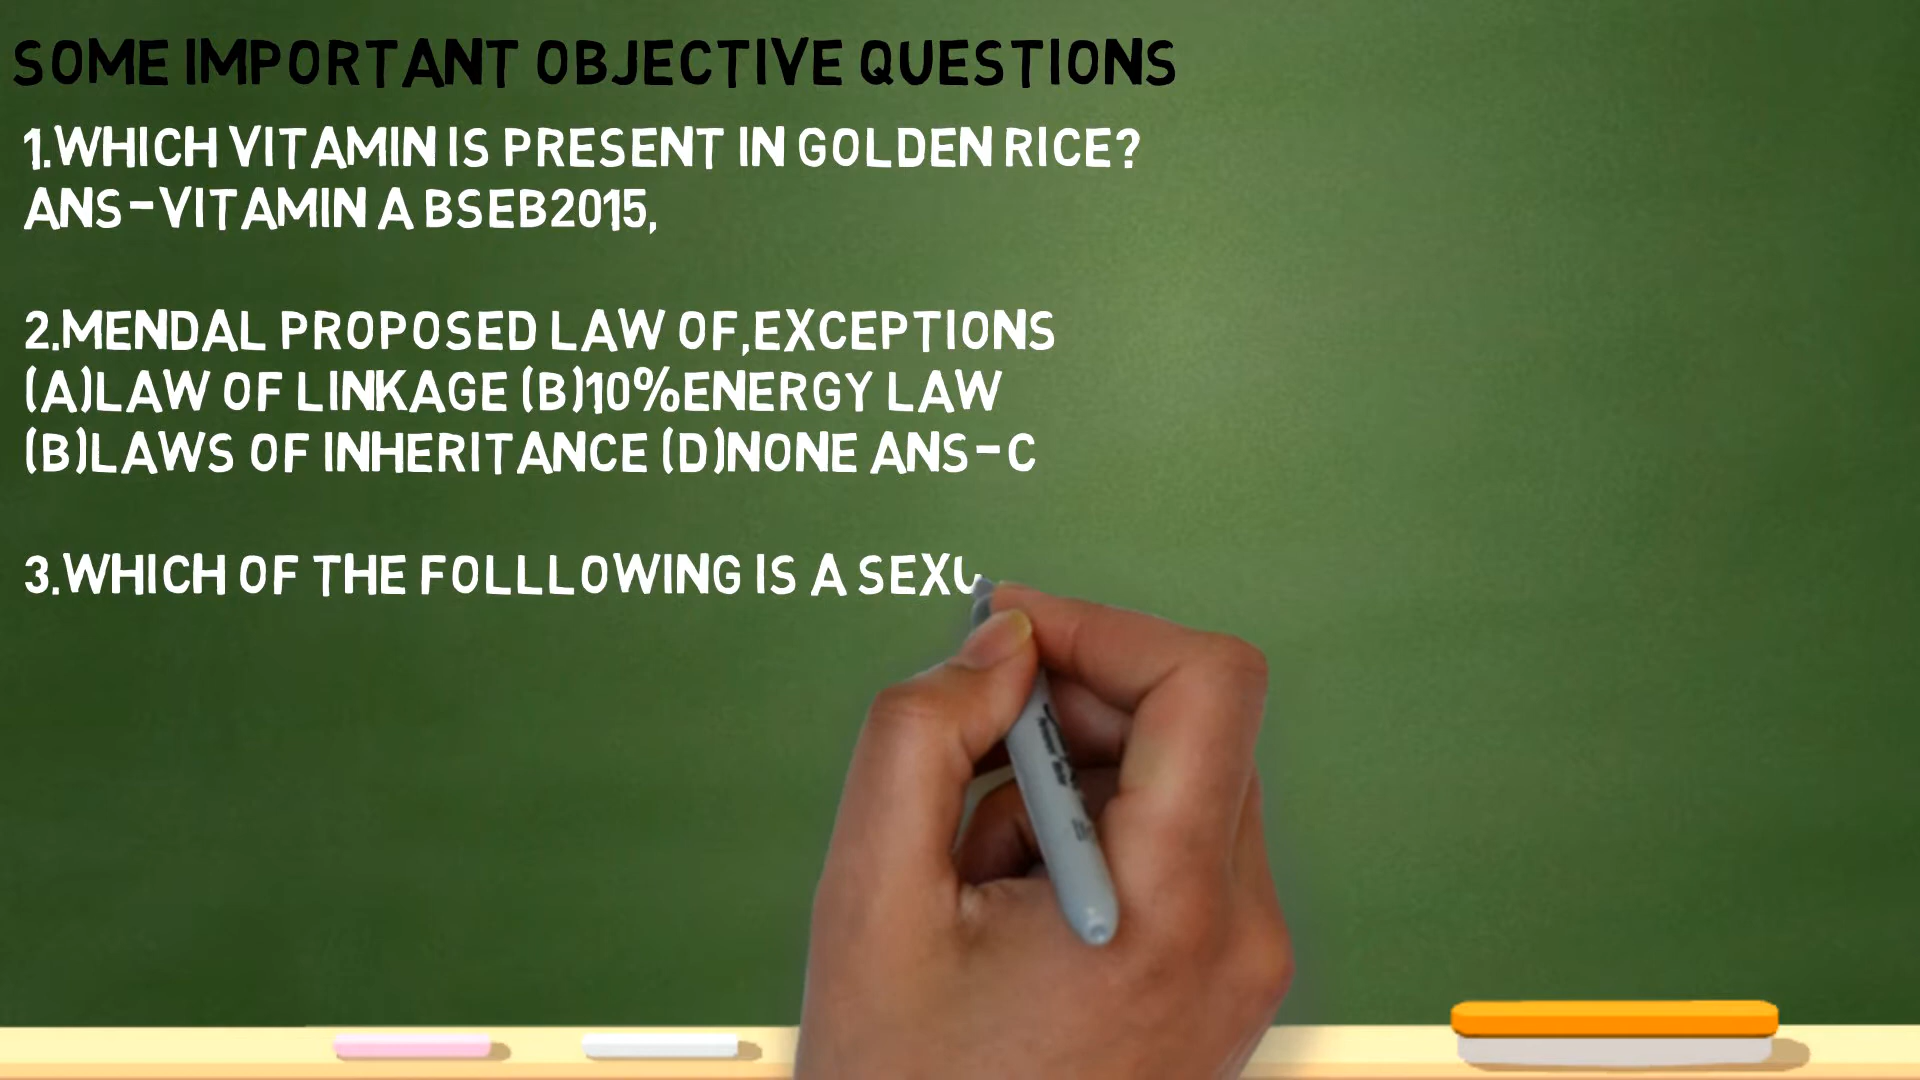 SOME IMPORTANT OBJECTIVE QUESTIONS
1.WHICH VITAMIN IS PRESENT IN GOLDEN RICE?
ANS-VITAMIN A BSEB2015,
2.MENDAL PROPOSED LAW OF,EXCEPTIONS
(A)LAW OF LINKAGE (B)10%ENERGY LAW
(B)LAWS OF INHERITANCE (D)NONE ANS-C
3.WHICH OF THE FOLLLOWING IS A SEXU